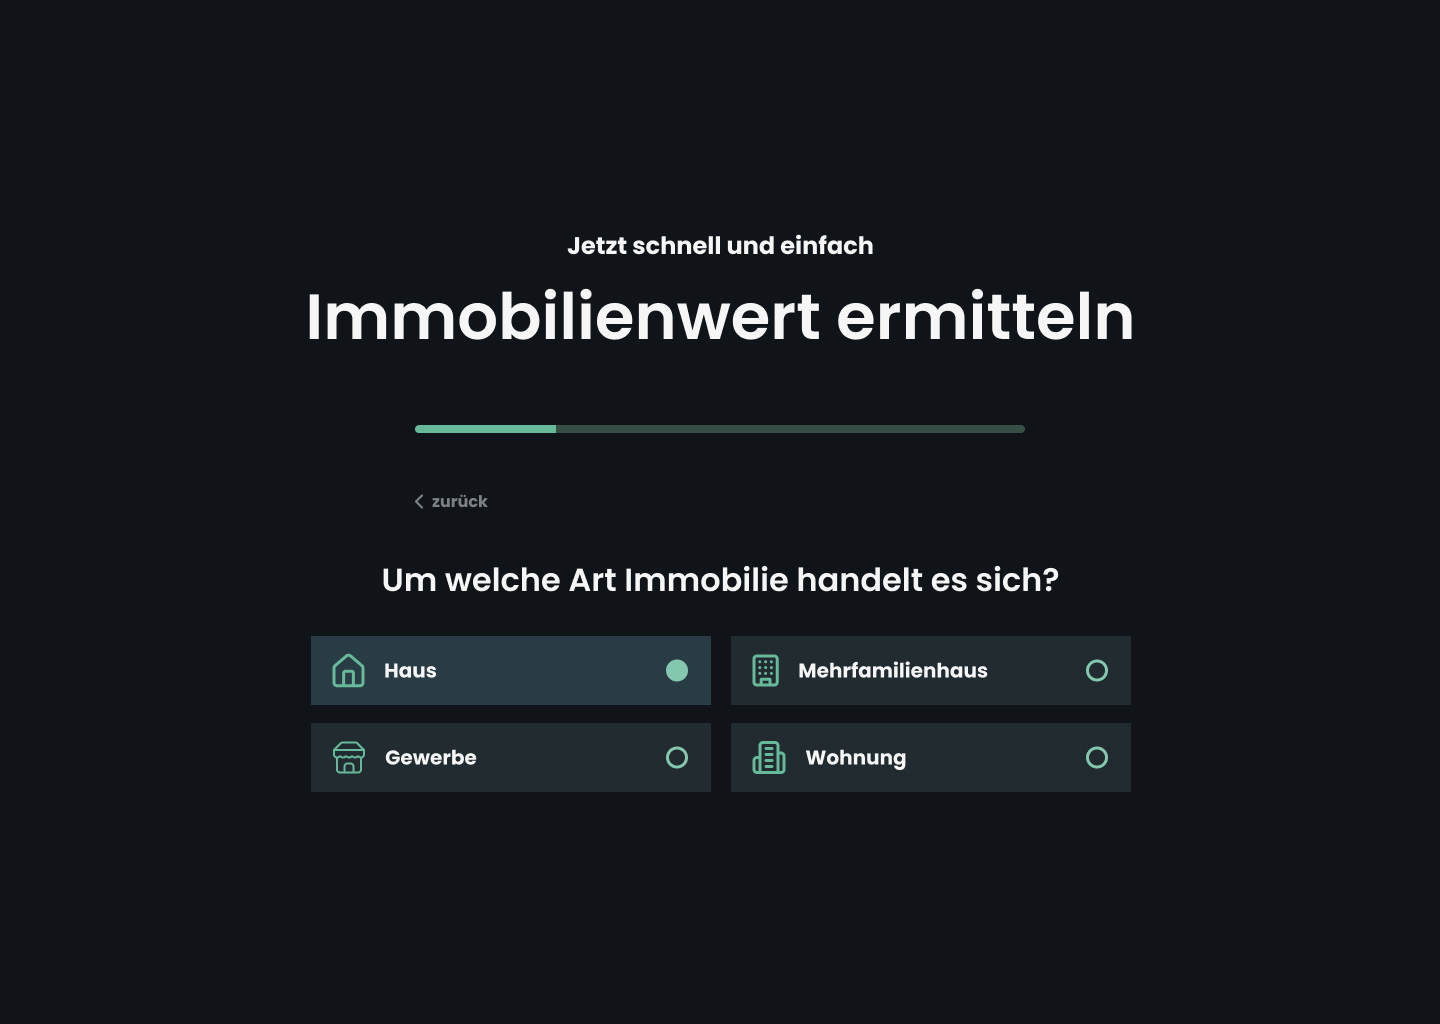 Jetzt schnell und einfach
Immobilienwert ermitteln
zurück
Um welche Art Immobilie handelt es sich?
Haus
Mehrfamilienhaus
Gewerbe
Wohnung